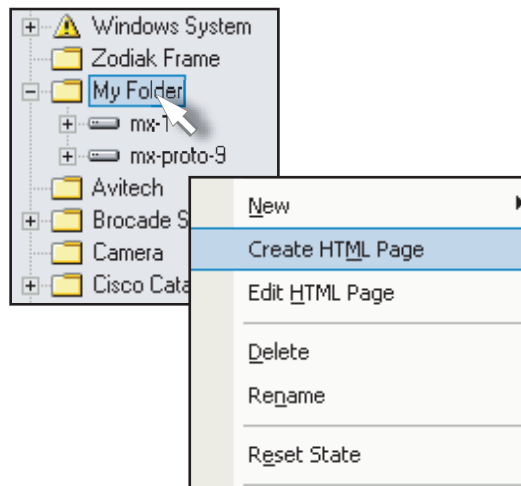 Windows System
Zodiak Frame
My Folder
mx-1
mx-proto-9
Avitech
Brocade S
Camera
Cisco Cata
New
Create HTML Page
Edit HTML Page
Delete
Rename
Reset State